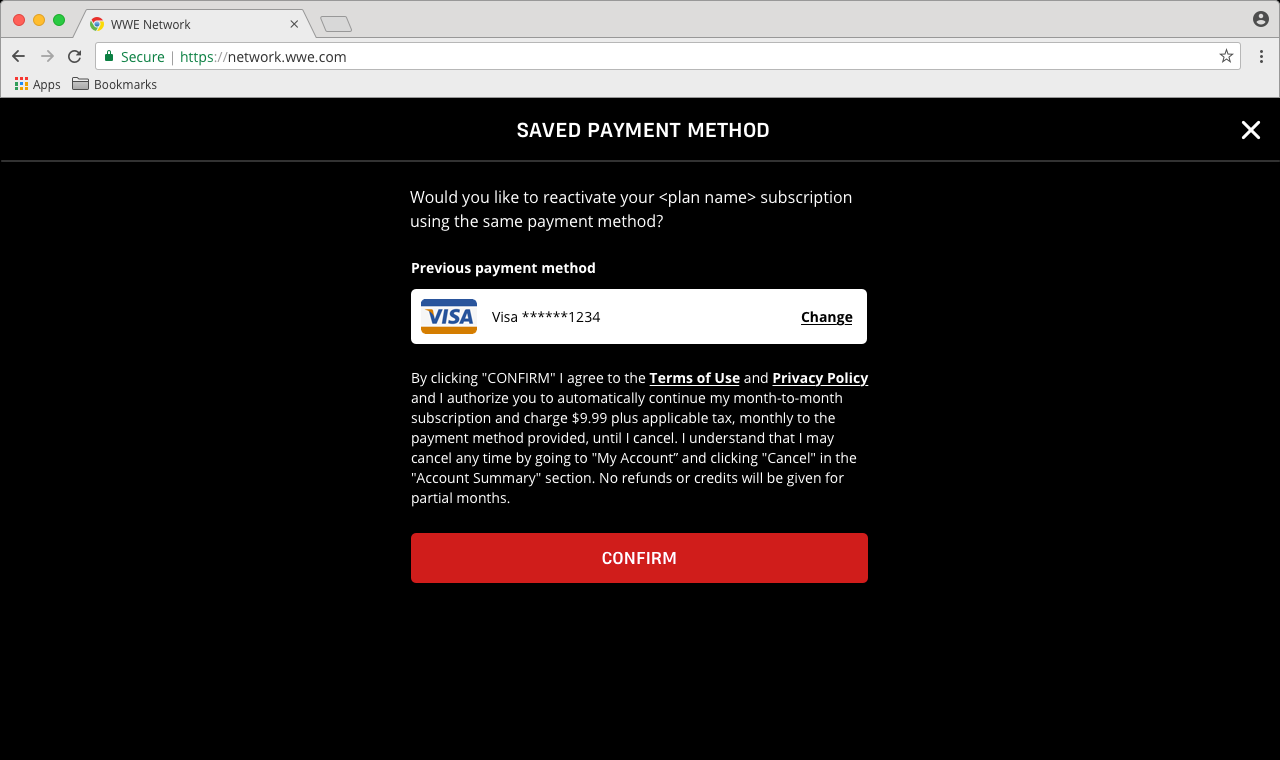 WWE Network
Secure | https://network.wwe.com
Apps Bookmarks
SAVED PAYMENT METHOD
Would you like to reactivate your <plan name> subscription
using the same payment method?
Previous payment method
VISA Visa ******1234 Change
By clicking "CONFIRM" I agree to the Terms of Use and Privacy Policy
and I authorize you to automatically continue my month-to-month
subscription and charge $9.99 plus applicable tax, monthly to the
payment method provided, until I cancel. I understand that I may
cancel any time by going to "My Account” and clicking "Cancel" in the
"Account Summary" section. No refunds or credits will be given for
partial months.
CONFIRM